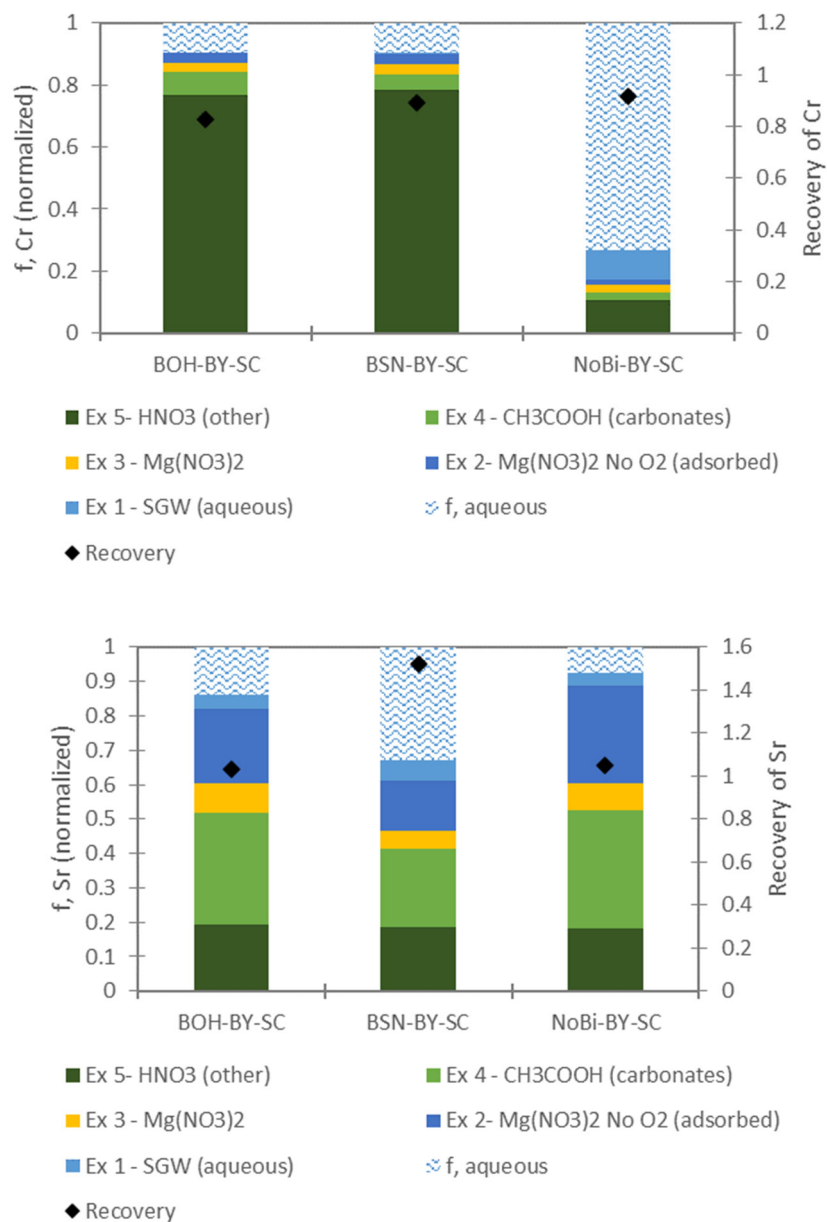 1 1.2
0.8 1
0.6 0.8
0.4 0.6
0.2 0.4
0 0.2
0
f, Cr (normalized)
Recovery of Cr
BOH-BY-SC BSN-BY-SC NoBi-BY-SC
Ex 5- HNO3 (other) Ex 4 - CH3COOH (carbonates)
Ex 3 - Mg(NO3)2 Ex 2- Mg(NO3)2 No O2 (adsorbed)
Ex 1 - SGW (aqueous) f, aqueous
Recovery
1 1.6
0.9 1.4
0.8 1.2
0.7 1
0.6 0.8
0.5 0.6
0.4 0.4
0.3 0.2
0.2 0
0.1
0
f, Sr (normalized)
Recovery of Sr
BOH-BY-SC BSN-BY-SC NoBi-BY-SC
Ex 5- HNO3 (other) Ex 4 - CH3COOH (carbonates)
Ex 3 - Mg(NO3)2 Ex 2- Mg(NO3)2 No O2 (adsorbed)
Ex 1 - SGW (aqueous) f, aqueous
Recovery